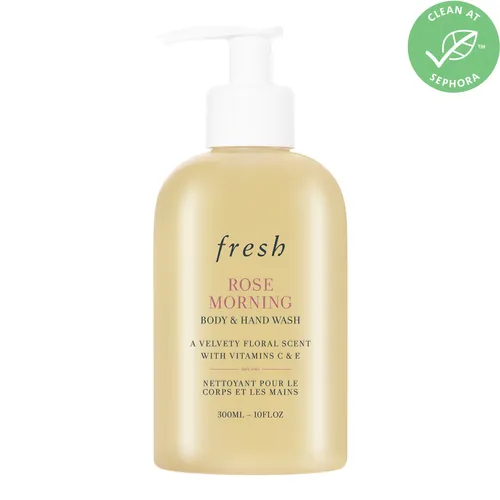 CLEAN AT
SEPHORA
™
fresh
ROSE
MORNING
BODY & HAND WASH
A VELVETY FLORAL SCENT
WITH VITAMINS C & E
NETTOYANT POUR LE
CORPS ET LES MAINS
300ML – 10FL.OZ